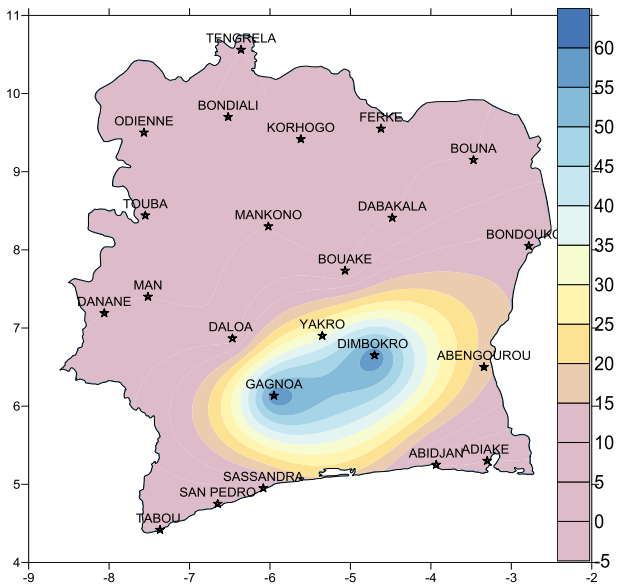 11
TENGRELA
60
10
BONDIALI
ODIENNE
FERKE
KORHOGO
55
BOUNA
50
9
45
TOUBA
DABAKALA
MANKONO
40
BONDOUKO
8
BOUAKE
35
MAN
30
DANANE
7
YAKRO
DALOA
25
DIMBOKRO
ABENGOUROU
20
GAGNOA
6
15
10
ABIDJAN
ADIAKE
5
SASSANDRA
5
SAN PEDRO
0
TABOU
4
-5
-9
-8
-7
-6
-5
-4
-3
-2